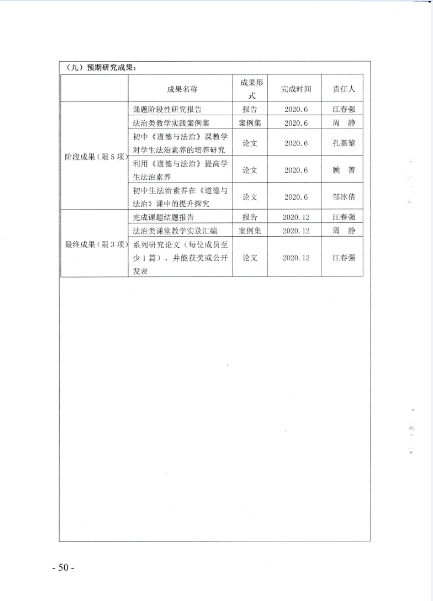 （九）预期研究成果：
成果名称 成果形式 完成时间 责任人
阶段成果（限5项）
课题阶段性研究报告 报告 2020.6 江春强
法治类教学实践案例集 案例集 2020.6 周 静
初中《道德与法治》课教学
对学生法治素养的培养研究 论文 2020.6 孔嘉徽
利用《道德与法治》提高学
生法治素养 论文 2020.6 顾 菁
初中生法治素养在《道德与
法治》课中的提升探究 论文 2020.6 邹冰倩
最终成果（限3项）
完成课题结题报告 报告 2020.12 江春强
法治类课堂教学实录汇编 案例集 2020.12 周 静
系列研究论文（每位成员至
少1篇），并能获奖或公开
发表 论文 2020.12 江春强
- 50 -